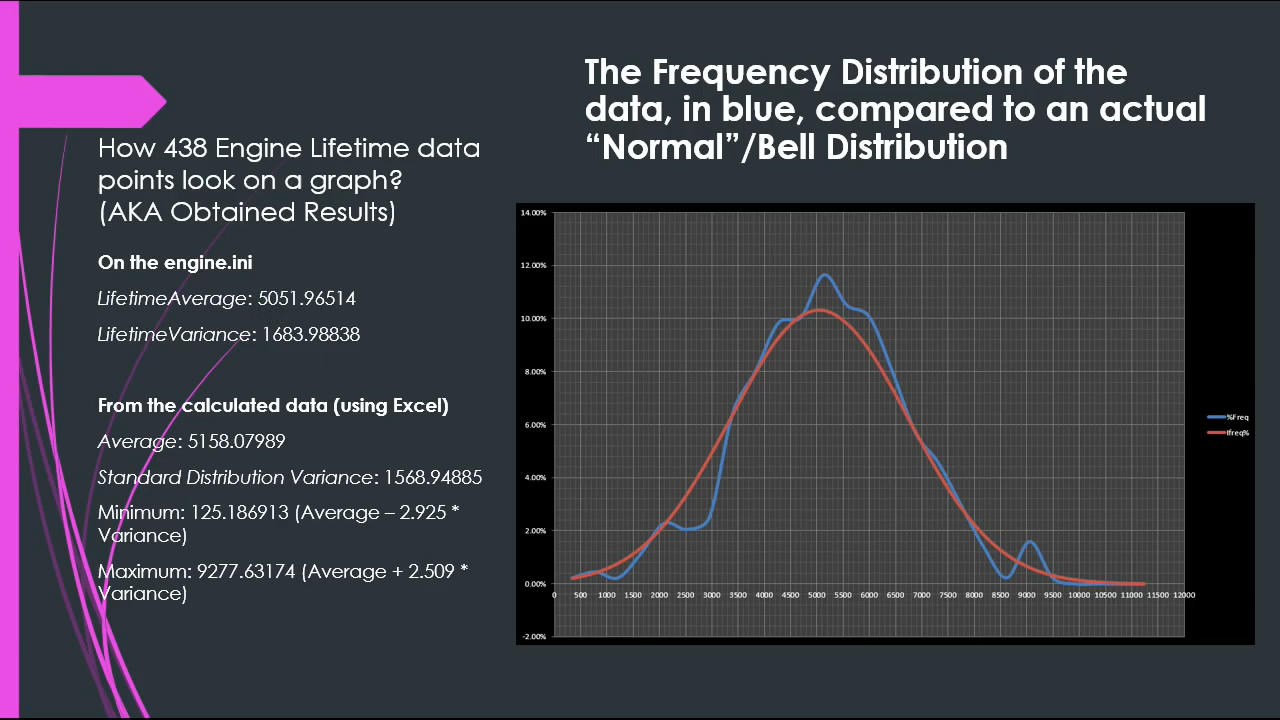 The Frequency Distribution of the
data, in blue, compared to an actual
“Normal”/Bell Distribution
How 438 Engine Lifetime data
points look on a graph?
(AKA Obtained Results)
On the engine.ini
LifetimeAverage: 5051.96514
LifetimeVariance: 1683.98838
From the calculated data (using Excel)
Average: 5158.07989
Standard Distribution Variance: 1568.94885
Minimum: 125.186913 (Average – 2.925 *
Variance)
Maximum: 9277.63174 (Average + 2.509 *
Variance)
14.00%
12.00%
10.00%
8.00%
6.00%
4.00%
2.00%
0.00%
-2.00%
0 500 1000 1500 2000 2500 3000 3500 4000 4500 5000 5500 6000 6500 7000 7500 8000 8500 9000 9500 10000 10500 11000 11500 12000
%Freq
Ifreq%